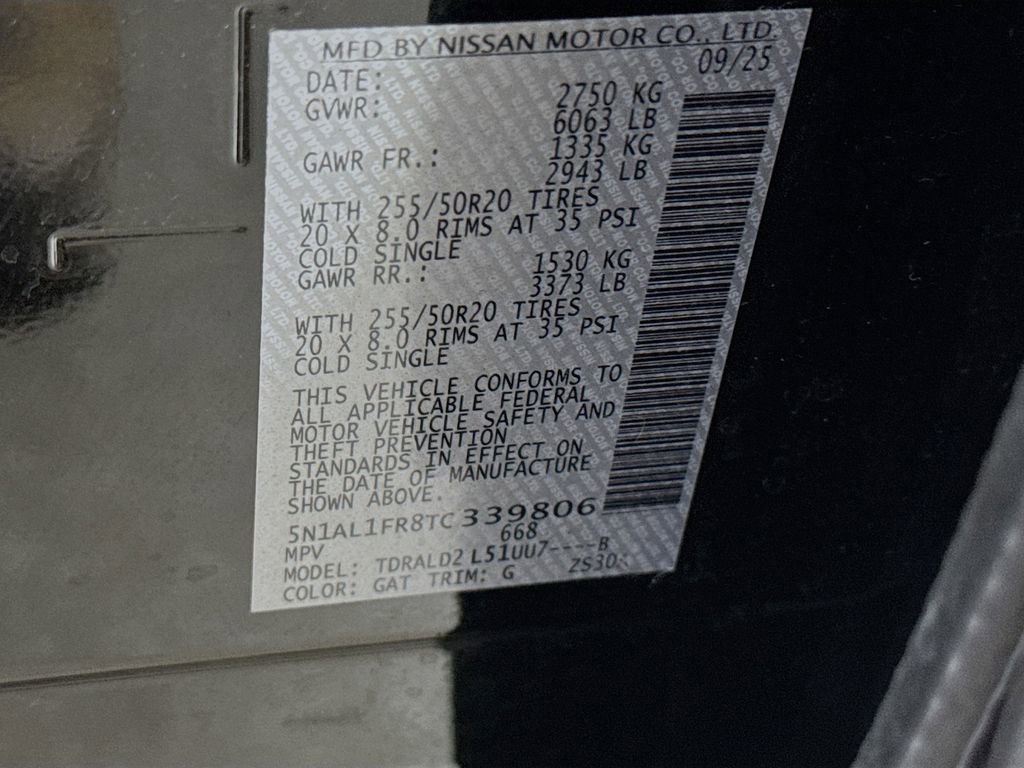 MFD BY NISSAN MOTOR CO., LTD.
DATE: 09/25
GVWR: 2750 KG
6063 LB
GAWR FR.: 1335 KG
2943 LB
WITH 255/50R20 TIRES
20 X 8.0 RIMS AT 35 PSI
COLD SINGLE
GAWR RR.: 1530 KG
3373 LB
WITH 255/50R20 TIRES
20 X 8.0 RIMS AT 35 PSI
COLD SINGLE
THIS VEHICLE CONFORMS TO
ALL APPLICABLE FEDERAL
MOTOR VEHICLE SAFETY AND
THEFT PREVENTION
STANDARDS IN EFFECT ON
THE DATE OF MANUFACTURE
SHOWN ABOVE.
5N1AL1FR8TC339806
MPV 668
MODEL: TDRALD2 L51UU7----B
COLOR: GAT TRIM: G